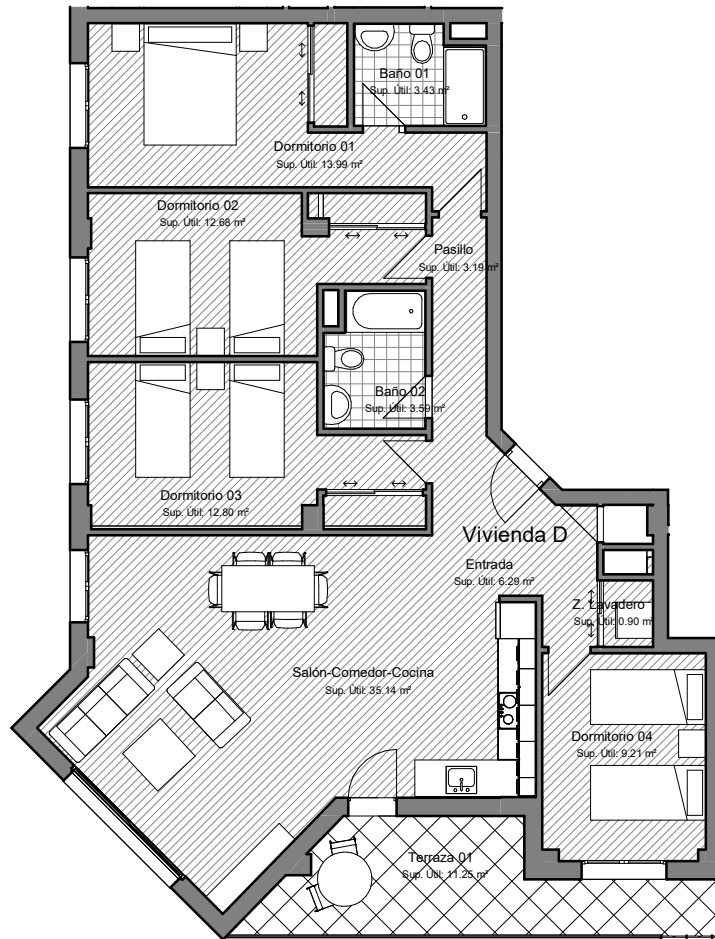 Baño 01
Sup. Útil: 3.43 m²
Dormitorio 01
Sup. Útil: 13.99 m²
Dormitorio 02
Sup. Útil: 12.68 m²
Pasillo
Sup. Útil: 3.19 m²
Baño 02
Sup. Útil: 3.59 m²
Dormitorio 03
Sup. Útil: 12.80 m²
Vivienda D
Entrada
Sup. Útil: 6.29 m²
Z. Lavadero
Sup. Útil: 0.90 m²
Salón-Comedor-Cocina
Sup. Útil: 35.14 m²
Dormitorio 04
Sup. Útil: 9.21 m²
Terraza 01
Sup. Útil: 11.25 m²